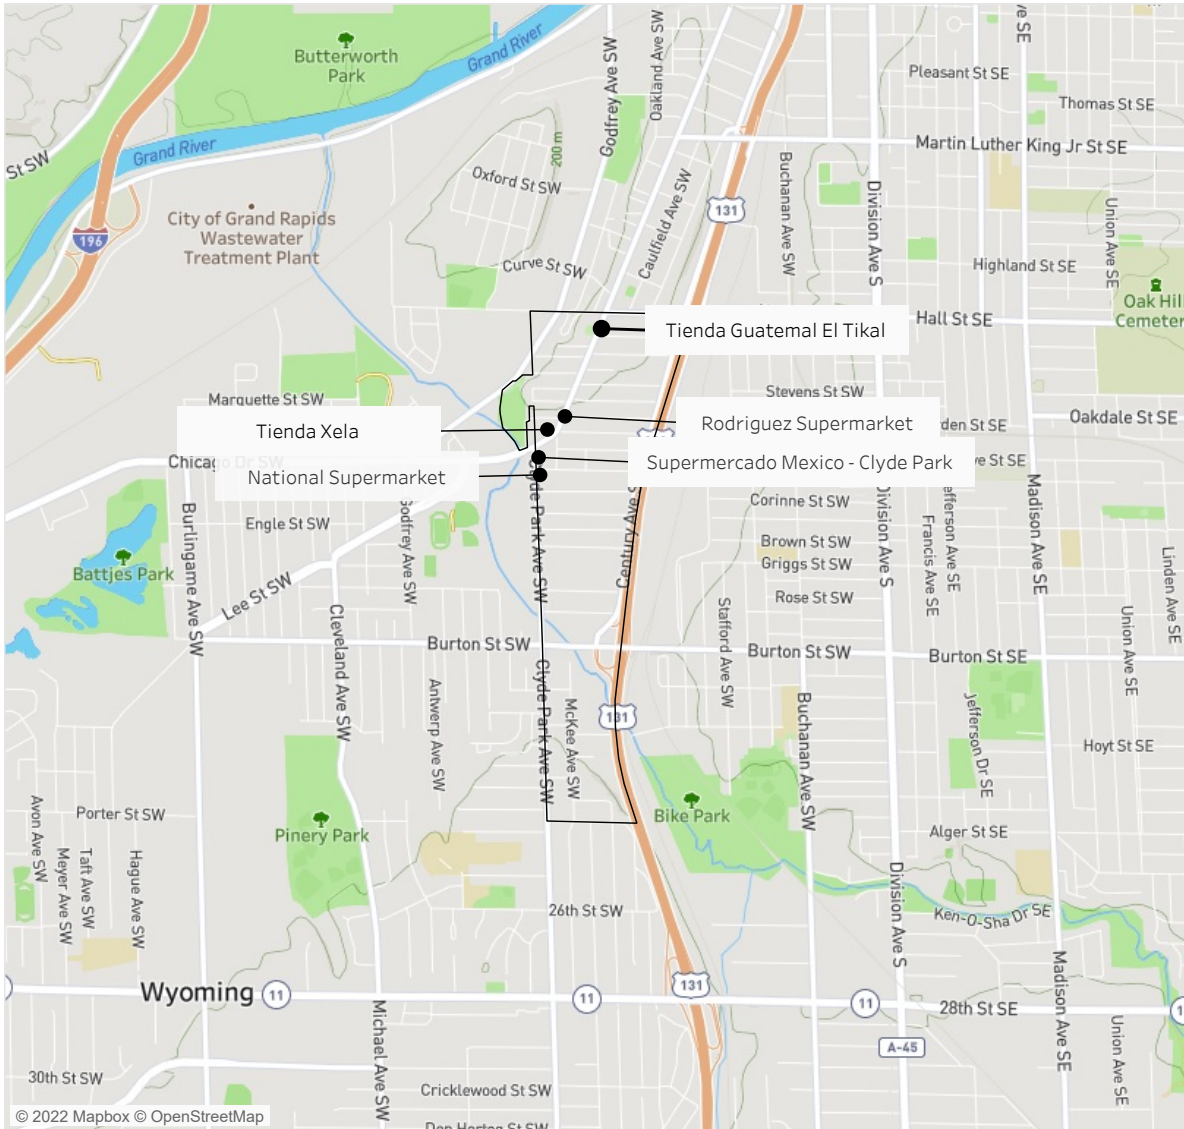 Butterworth
Park
Grand River
Grand River
Godfrey Ave SW
Oakland Ave SW
Pleasant St SE
Thomas St SE
Martin Luther King Jr St SE
St SW
200 m
Oxford St SW
Caulfield Ave SW
131
Buchanan Ave SW
Division Ave S
Union Ave SE
City of Grand Rapids
Wastewater
Treatment Plant
196
Curve St SW
Highland St SE
Oak Hill
Cemeter
Hall St SE
Tienda Guatemal El Tikal
Stevens St SW
Marquette St SW
Oakdale St SE
Rodriguez Supermarket
Tienda Xela
Supermercado Mexico - Clyde Park
National Supermarket
Chicago Dr SW
Corinne St SW
Engle St SW
Burlingame Ave SW
Godfrey Ave SW
Clyde Park Ave SW
Century Ave S
Division Ave S
Jefferson Ave SE
Francis Ave SE
Madison Ave SE
Linden Ave SE
Brown St SW
Griggs St SW
Rose St SW
Battjes Park
Lee St SW
Cleveland Ave SW
Stafford Ave SW
Union Ave SE
Burton St SW
Burton St SW
Burton St SE
Antwerp Ave SW
Clyde Park Ave SW
McKee Ave SW
131
Buchanan Ave SW
Jefferson Dr SE
Hoyt St SE
Avon Ave SW
Porter St SW
Meyer Ave SW
Taft Ave SW
Hague Ave SW
Pinery Park
Bike Park
Alger St SE
Division Ave S
Ken-O-Sha Dr SE
26th St SW
Madison Ave SE
Wyoming
11
11
131
11
28th St SE
A-45
Michael Ave SW
Union Ave SE
30th St SW
Cricklewood St SW
© 2022 Mapbox © OpenStreetMap